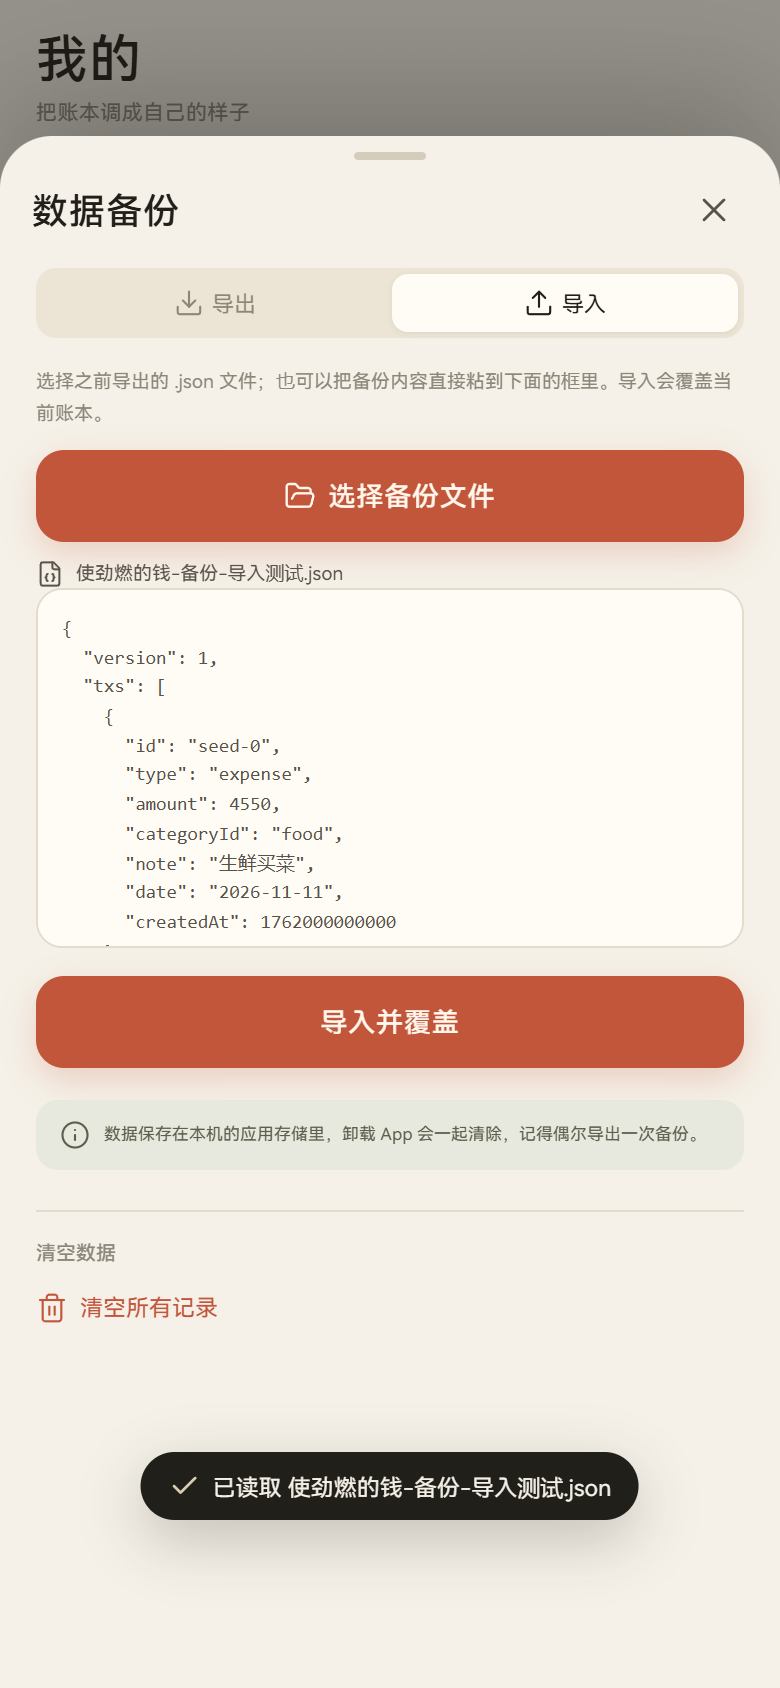 我的
把账本调成自己的样子
数据备份
导出
导入
选择之前导出的 .json 文件；也可以把备份内容直接粘到下面的框里。导入会覆盖当
前账本。
选择备份文件
使劲燃的钱-备份-导入测试.json
{
"version": 1,
"txs": [
{
"id": "seed-0",
"type": "expense",
"amount": 4550,
"categoryId": "food",
"note": "生鲜买菜",
"date": "2026-11-11",
"createdAt": 1762000000000
导入并覆盖
数据保存在本机的应用存储里，卸载 App 会一起清除，记得偶尔导出一次备份。
清空数据
清空所有记录
已读取 使劲燃的钱-备份-导入测试.json